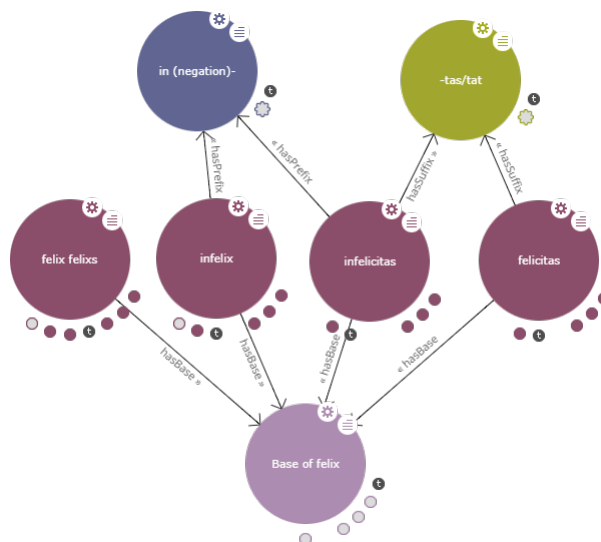 in (negation)-
-tas/tat
t
t
« hasPrefix
« hasPrefix
hasSuffix »
« hasSuffix
felix felixs
infelix
infelicitas
felicitas
t
t
t
t
hasBase »
hasBase »
« hasBase
« hasBase
Base of felix
t